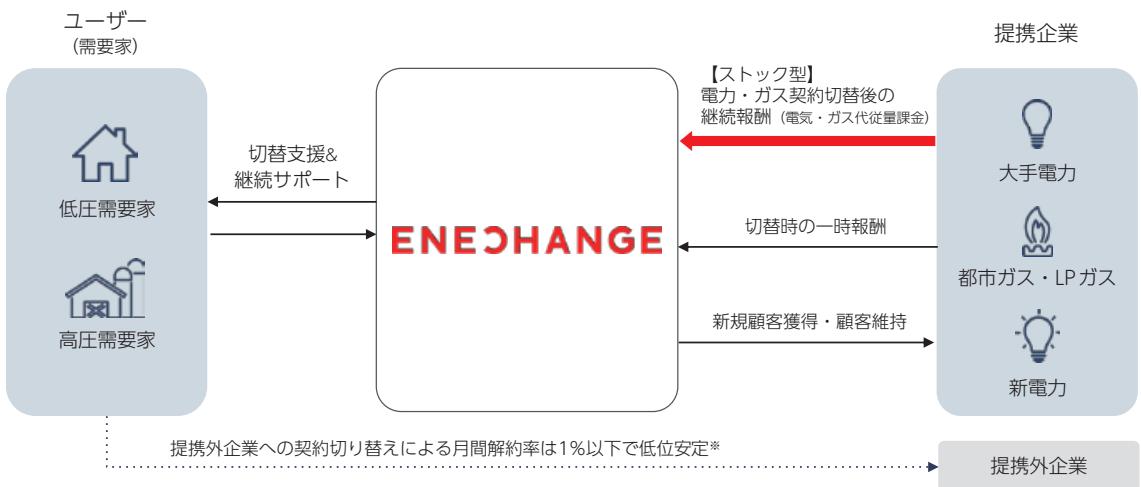 ユーザー
(需要家)
低圧需要家
高圧需要家
切替支援&
継続サポート
ENECHANGE
提携企業
【ストック型】
電力・ガス契約切替後の
継続報酬（電気・ガス代従量課金）
切替時の一時報酬
新規顧客獲得・顧客維持
大手電力
都市ガス・LPガス
新電力
提携外企業への契約切り替えによる月間解約率は1%以下で低位安定※
提携外企業